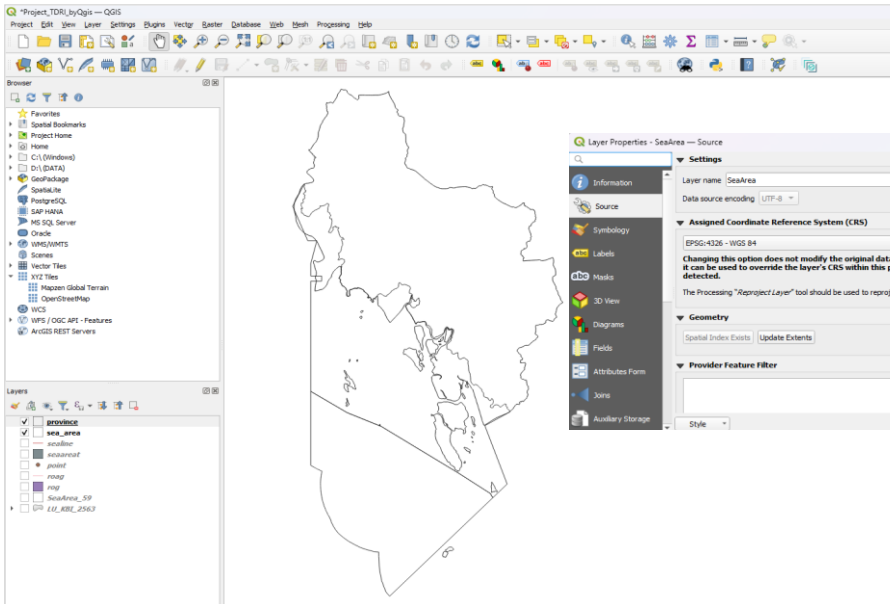 *Project_TDRI_byQgis — QGIS
Project Edit View Layer Settings Plugins Vector Raster Database Web Mesh Processing Help
Browser
Favorites
Spatial Bookmarks
Project Home
Home
C:\ (Windows)
D:\ (DATA)
GeoPackage
SpatiaLite
PostgreSQL
SAP HANA
MS SQL Server
Oracle
WMS/WMTS
Scenes
Vector Tiles
XYZ Tiles
Mapzen Global Terrain
OpenStreetMap
WCS
WFS / OGC API - Features
ArcGIS REST Servers
Layers
province
sea_area
sealine
seaareat
point
roag
rog
SeaArea_59
LU_KBI_2563
Layer Properties - SeaArea — Source
Information
Source
Symbology
abc Labels
abc Masks
3D View
Diagrams
Fields
Attributes Form
Joins
Auxiliary Storage
Settings
Layer name SeaArea
Data source encoding UTF-8
Assigned Coordinate Reference System (CRS)
EPSG:4326 - WGS 84
Changing this option does not modify the original data
it can be used to override the layer's CRS within this p
detected.
The Processing "Reproject Layer" tool should be used to reproj
Geometry
Spatial Index Exists Update Extents
Provider Feature Filter
Style